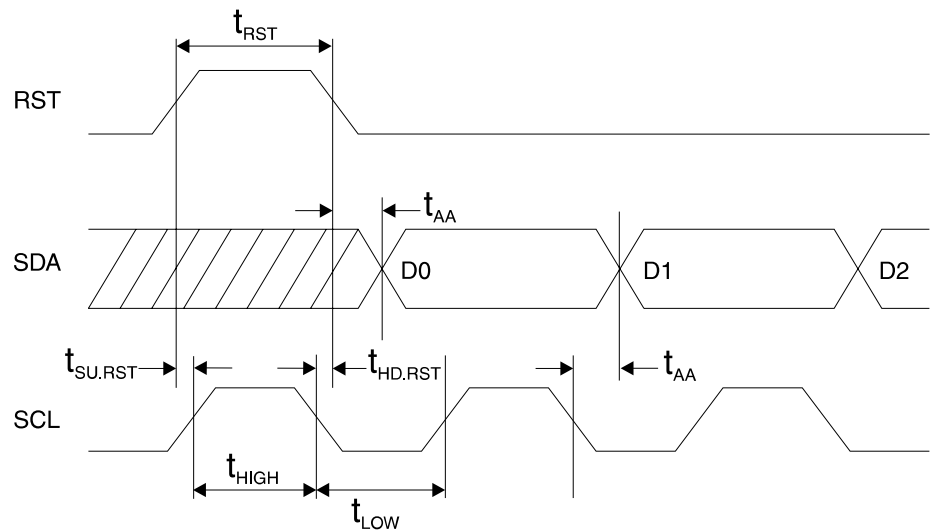 tRST
RST
tAA
SDA
D0
D1
D2
tSU.RST
tHD.RST
tAA
SCL
tHIGH
tLOW